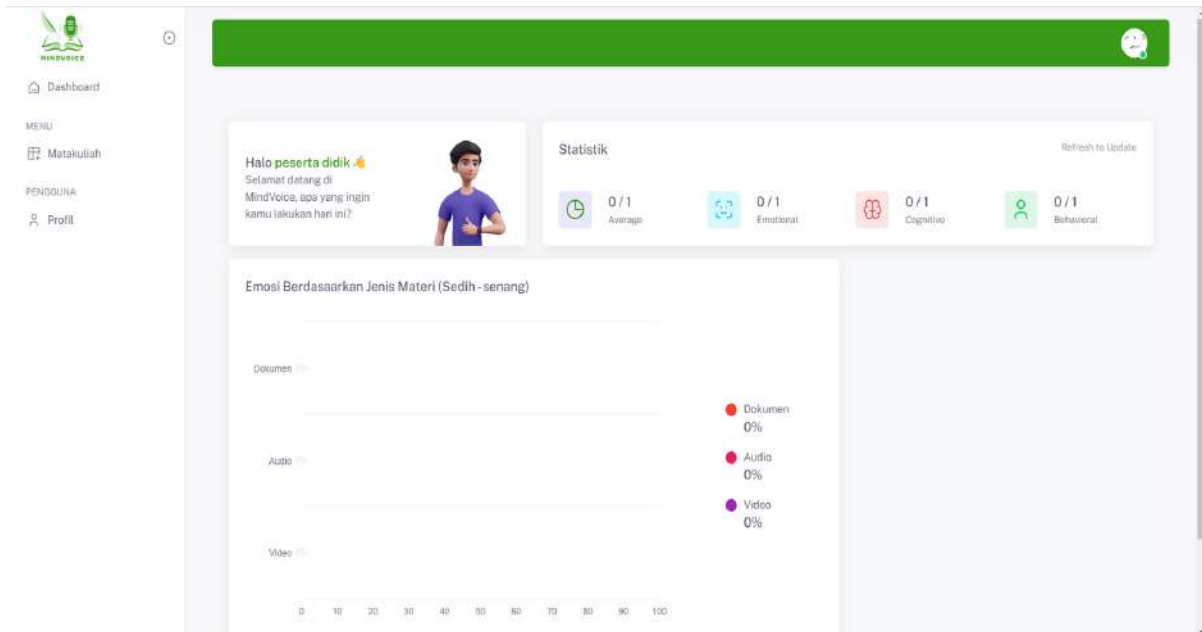 MINDVOICE
Dashboard
MENU
Matakuliah
PENGGUNA
Profil
Halo peserta didik
Selamat datang di
MindVoice, apa yang ingin
kamu lakukan hari ini?
Statistik
Refresh to Update
0 / 1
Average
0 / 1
Emotional
0 / 1
Cognitive
0 / 1
Behavioral
Emosi Berdasaarkan Jenis Materi (Sedih - senang)
Dokumen
Audio
Video
0 10 20 30 40 50 60 70 80 90 100
Dokumen
0%
Audio
0%
Video
0%